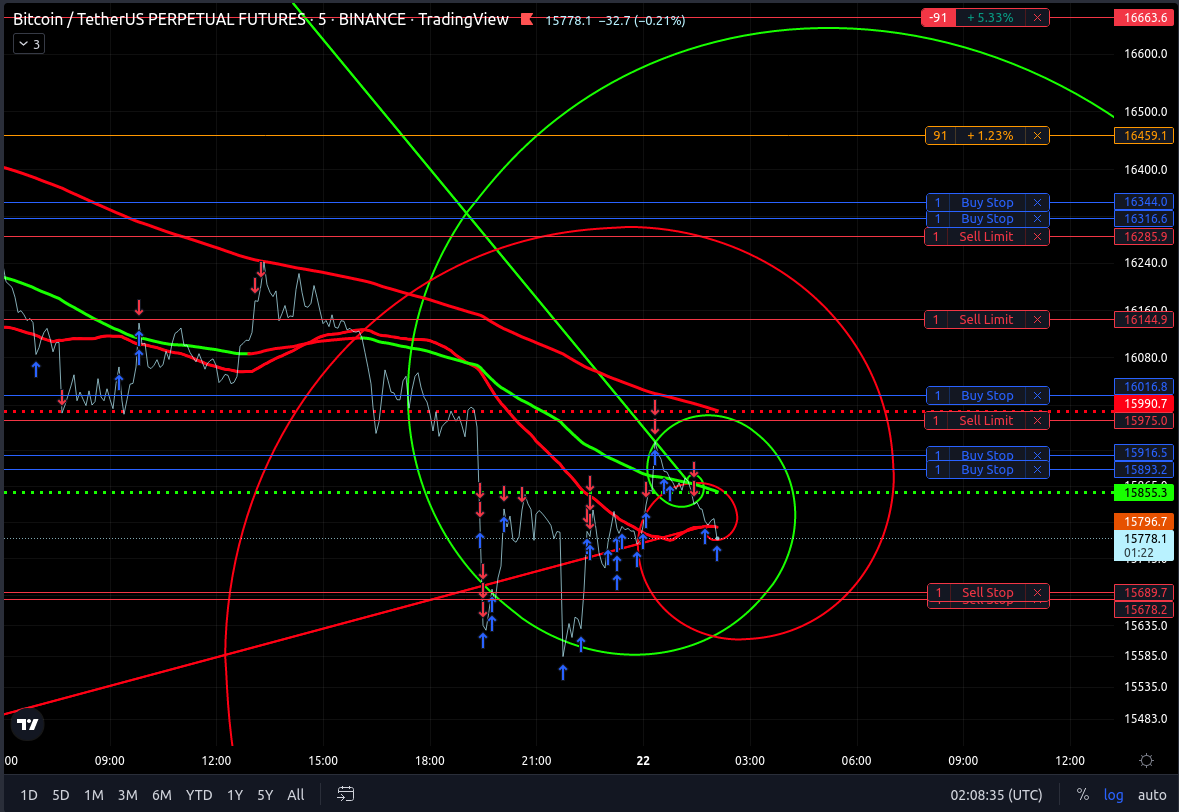 Bitcoin / TetherUS PERPETUAL FUTURES · 5 · BINANCE · TradingView 15778.1 −32.7 (−0.21%)
3
-91 + 5.33% × 16663.6
16600.0
16500.0
91 + 1.23% × 16459.1
16400.0
1 Buy Stop × 16344.0
1 Buy Stop × 16316.6
1 Sell Limit × 16285.9
16240.0
16160.0
1 Sell Limit × 16144.9
16080.0
16016.8
1 Buy Stop ×
15990.7
1 Sell Limit × 15975.0
1 Buy Stop × 15916.5
1 Buy Stop × 15893.2
15855.3
15796.7
15778.1
01:22
1 Sell Stop × 15689.7
Sell Stop 15678.2
15635.0
15585.0
15535.0
15483.0
:00 09:00 12:00 15:00 18:00 21:00 22 03:00 06:00 09:00 12:00
1D 5D 1M 3M 6M YTD 1Y 5Y All 02:08:35 (UTC) % log auto